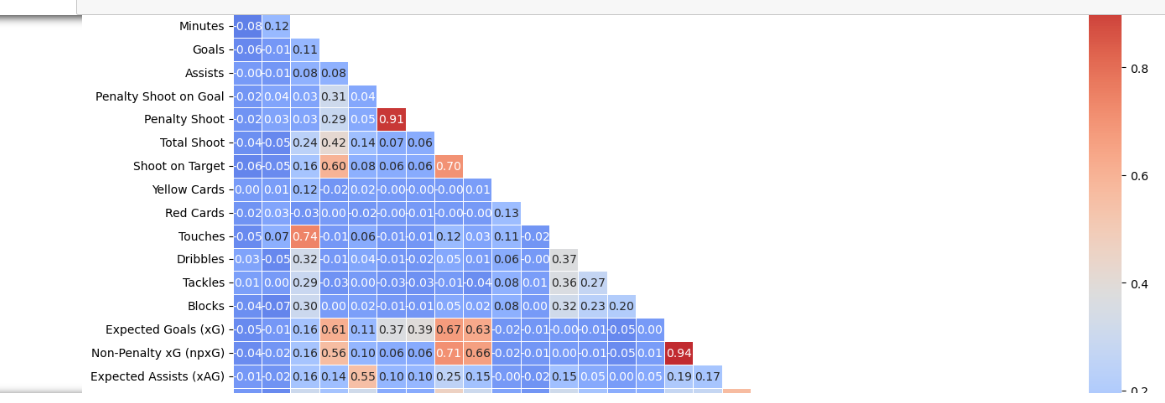 Minutes -0.08 0.12
Goals -0.06 -0.01 0.11
Assists -0.00 -0.01 0.08 0.08
0.8
Penalty Shoot on Goal -0.02 0.04 0.03 0.31 0.04
Penalty Shoot -0.02 0.03 0.03 0.29 0.05 0.91
Total Shoot -0.04 -0.05 0.24 0.42 0.14 0.07 0.06
Shoot on Target -0.06 -0.05 0.16 0.60 0.08 0.06 0.06 0.70
0.6
Yellow Cards 0.00 0.01 0.12 -0.02 0.02 -0.00 -0.00 -0.00 0.01
Red Cards -0.02 0.03 -0.03 0.00 -0.02 -0.01 -0.01 -0.00 -0.00 0.13
Touches -0.05 0.07 0.74 -0.01 0.06 -0.01 -0.01 0.12 0.03 0.11 -0.02
Dribbles 0.03 -0.05 0.32 -0.01 0.04 -0.01 -0.02 0.05 0.01 0.06 -0.00 0.37
Tackles 0.01 0.00 0.29 -0.03 0.00 -0.03 -0.03 -0.01 -0.04 0.08 0.01 0.36 0.27
0.4
Blocks -0.04 -0.07 0.30 0.00 0.02 -0.01 -0.01 0.05 0.02 0.08 0.00 0.32 0.23 0.20
Expected Goals (xG) -0.05 -0.01 0.16 0.61 0.11 0.37 0.39 0.67 0.63 -0.02 -0.01 -0.00 -0.01 -0.05 0.00
Non-Penalty xG (npxG) -0.04 -0.02 0.16 0.56 0.10 0.06 0.06 0.71 0.66 -0.02 -0.01 0.00 -0.01 -0.05 0.01 0.94
Expected Assists (xAG) -0.01 -0.02 0.16 0.14 0.55 0.10 0.10 0.25 0.15 -0.00 -0.02 0.15 0.05 0.00 0.05 0.19 0.17
0.2